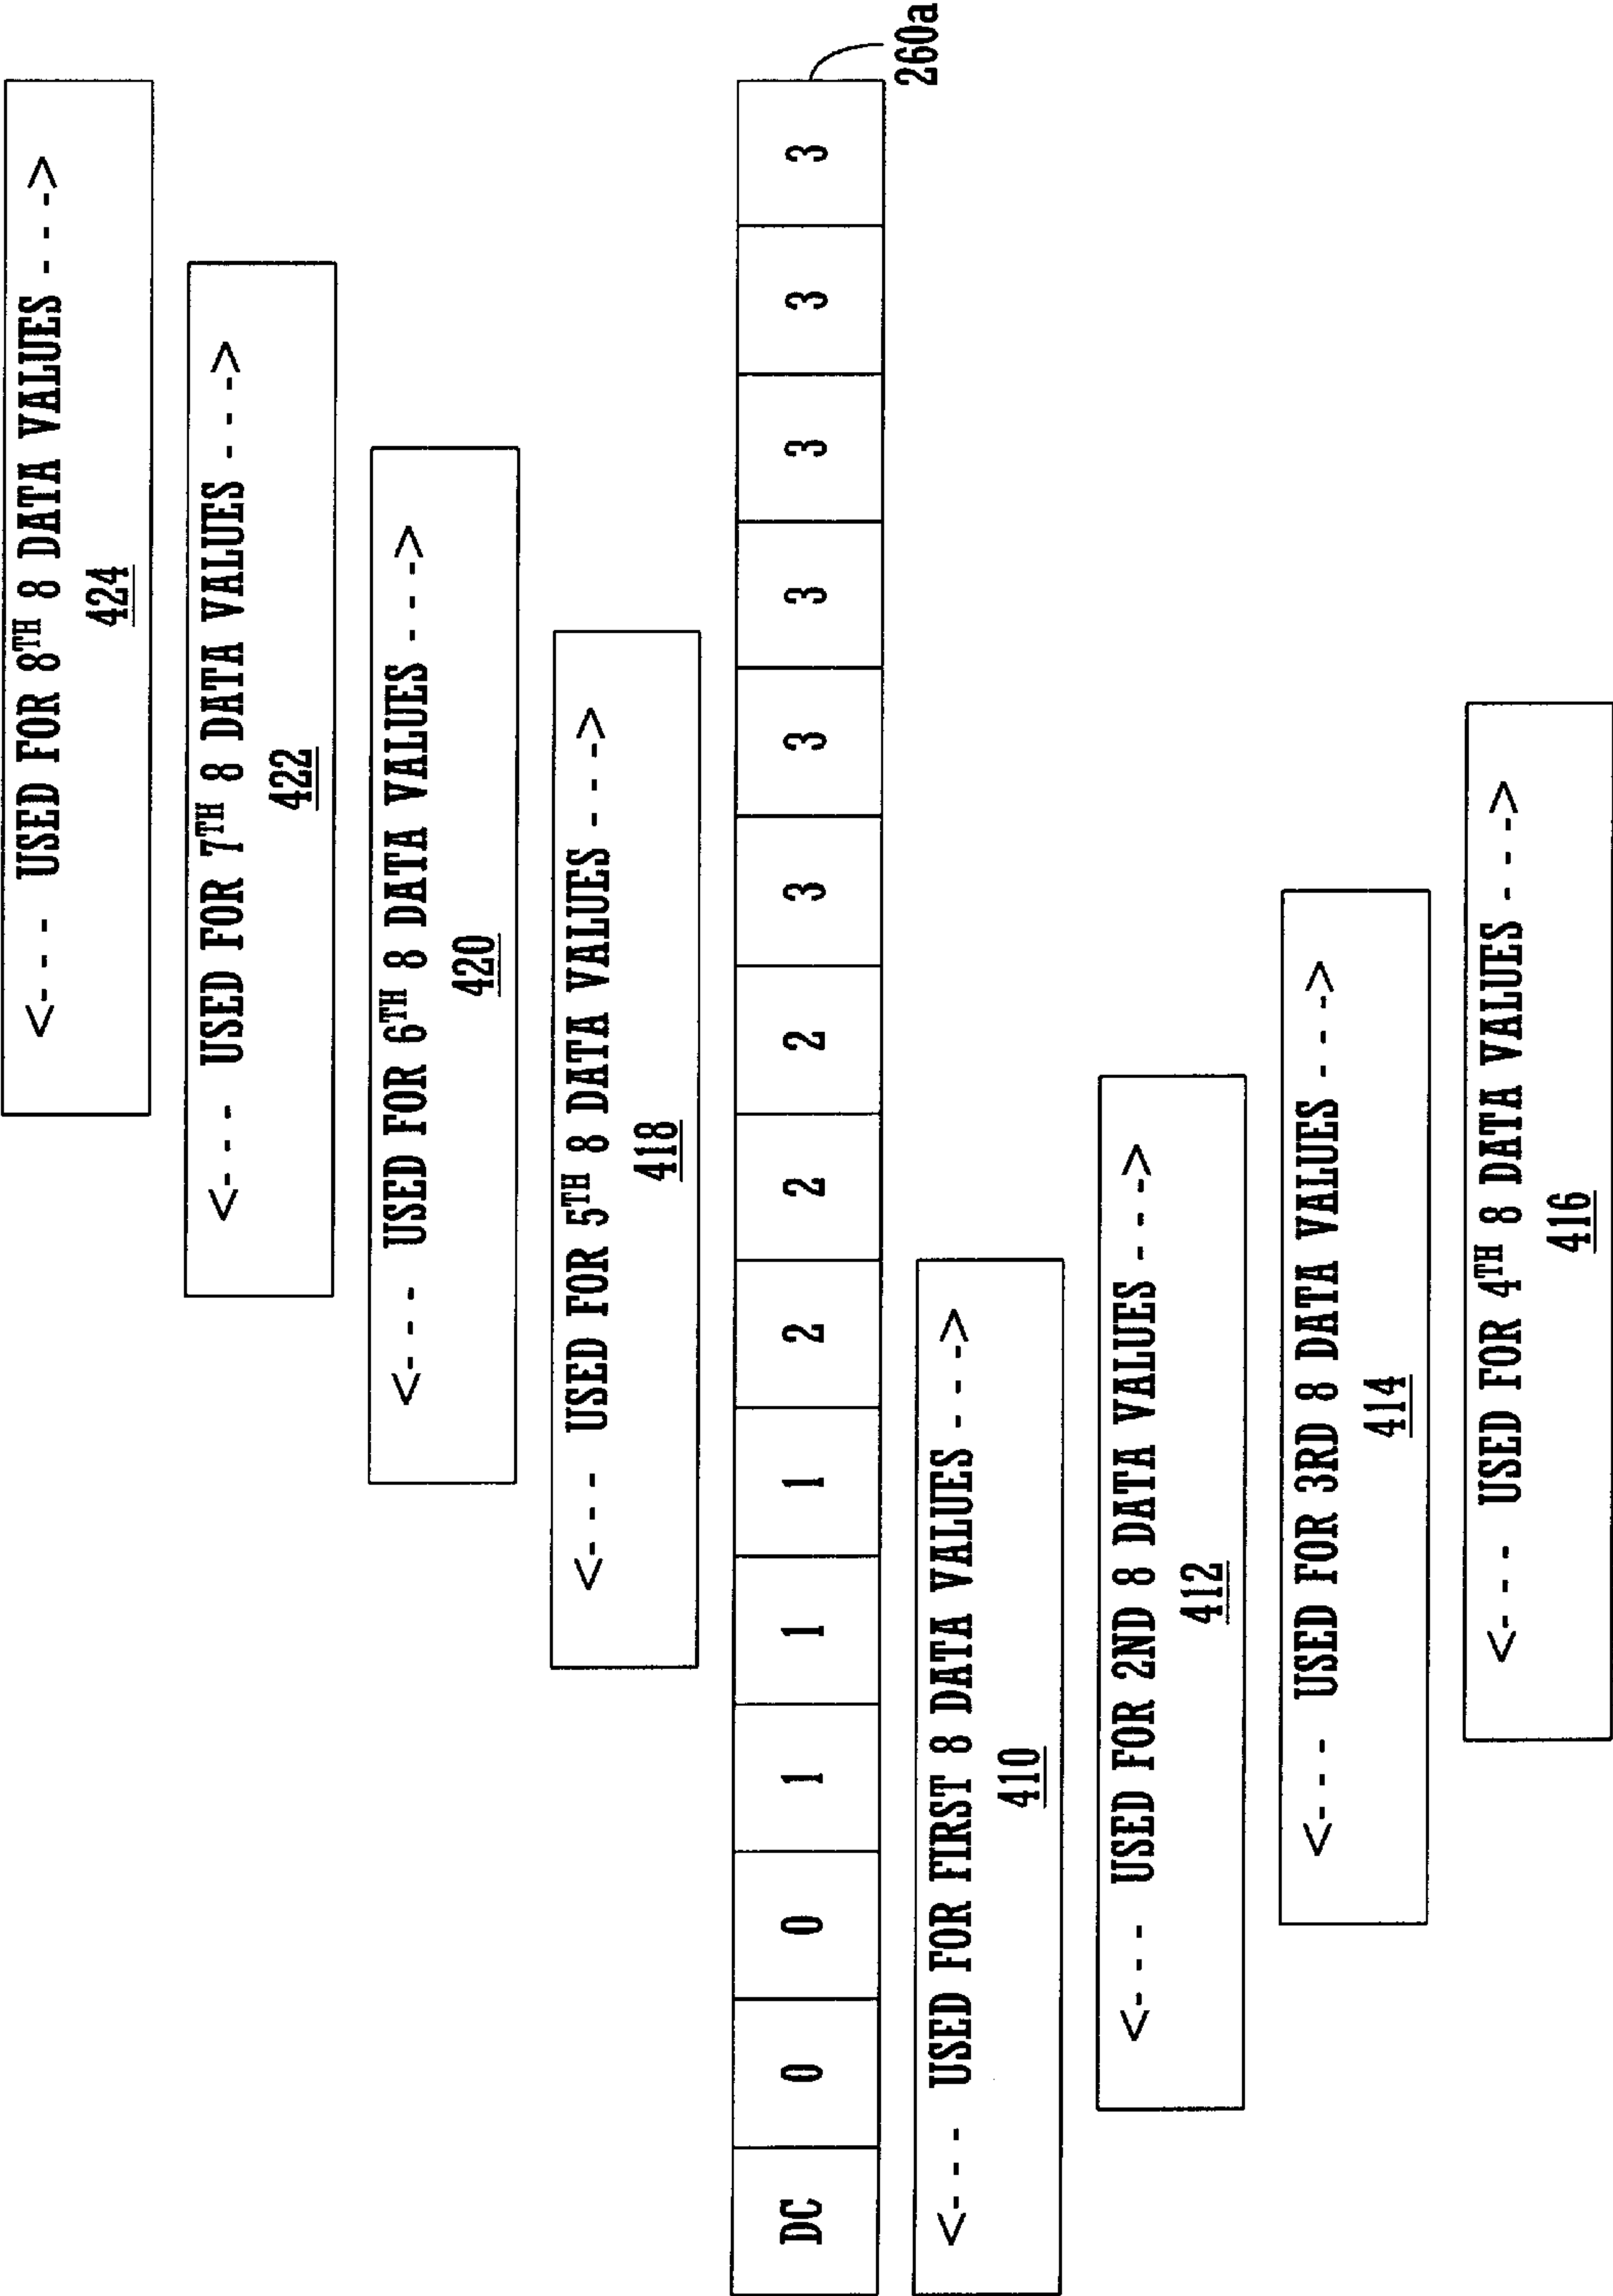 <--- USED FOR 8TH 8 DATA VALUES --->
424
<--- USED FOR 7TH 8 DATA VALUES --->
422
<--- USED FOR 6TH 8 DATA VALUES --->
420
<--- USED FOR 5TH 8 DATA VALUES --->
418
DC 0 0 1 1 1 2 2 2 3 3 3 3 3 3
260a
<--- USED FOR FIRST 8 DATA VALUES --->
410
<--- USED FOR 2ND 8 DATA VALUES --->
412
<--- USED FOR 3RD 8 DATA VALUES --->
414
<--- USED FOR 4TH 8 DATA VALUES --->
416